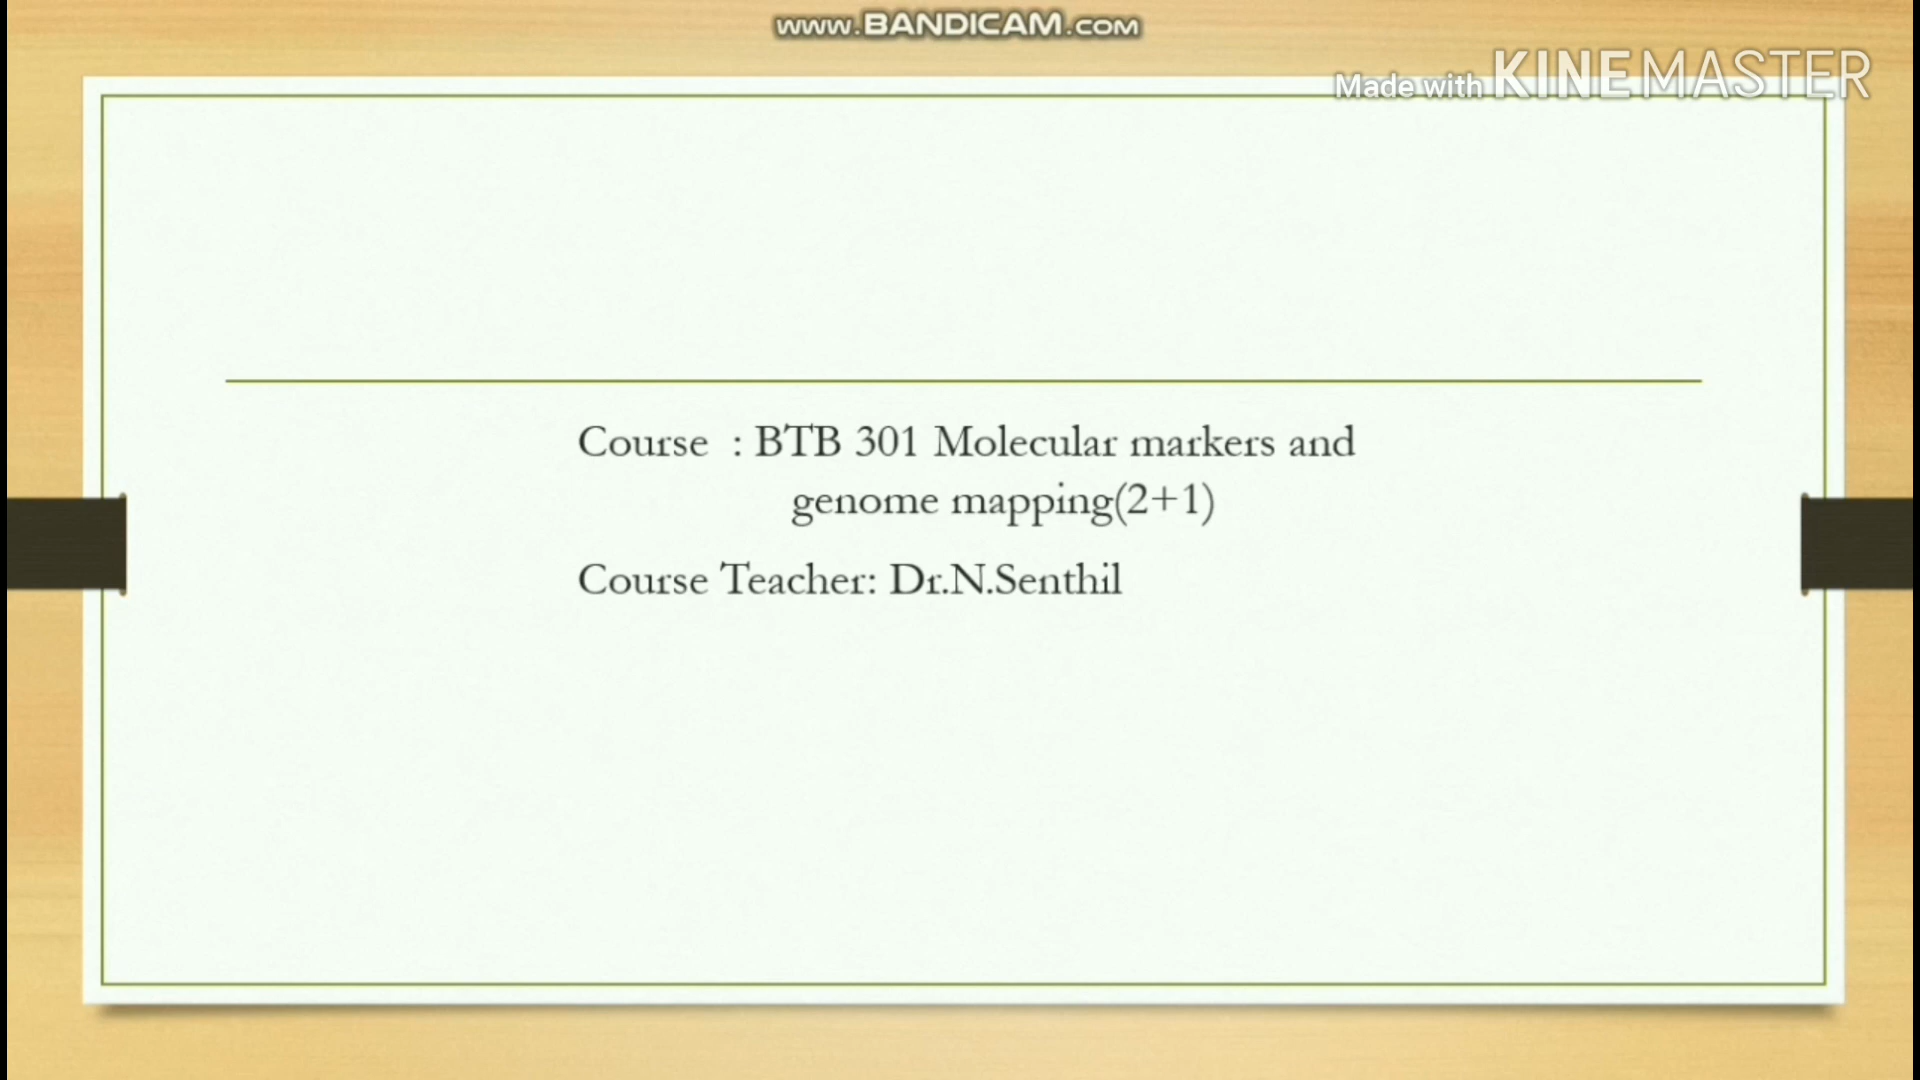 www.BANDICAM.COM
Made with KINEMASTER
Course : BTB 301 Molecular markers and
genome mapping(2+1)
Course Teacher: Dr.N.Senthil